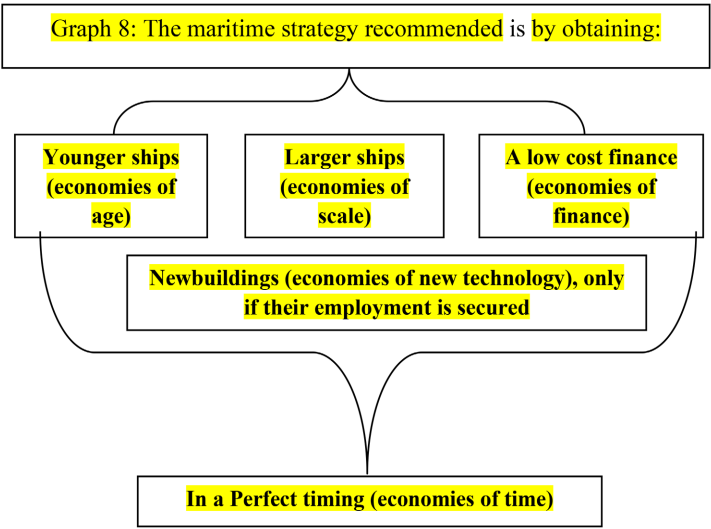 Graph 8: The maritime strategy recommended is by obtaining:
Younger ships
(economies of
age)
Larger ships
(economies of
scale)
A low cost finance
(economies of
finance)
Newbuildings (economies of new technology), only
if their employment is secured
In a Perfect timing (economies of time)